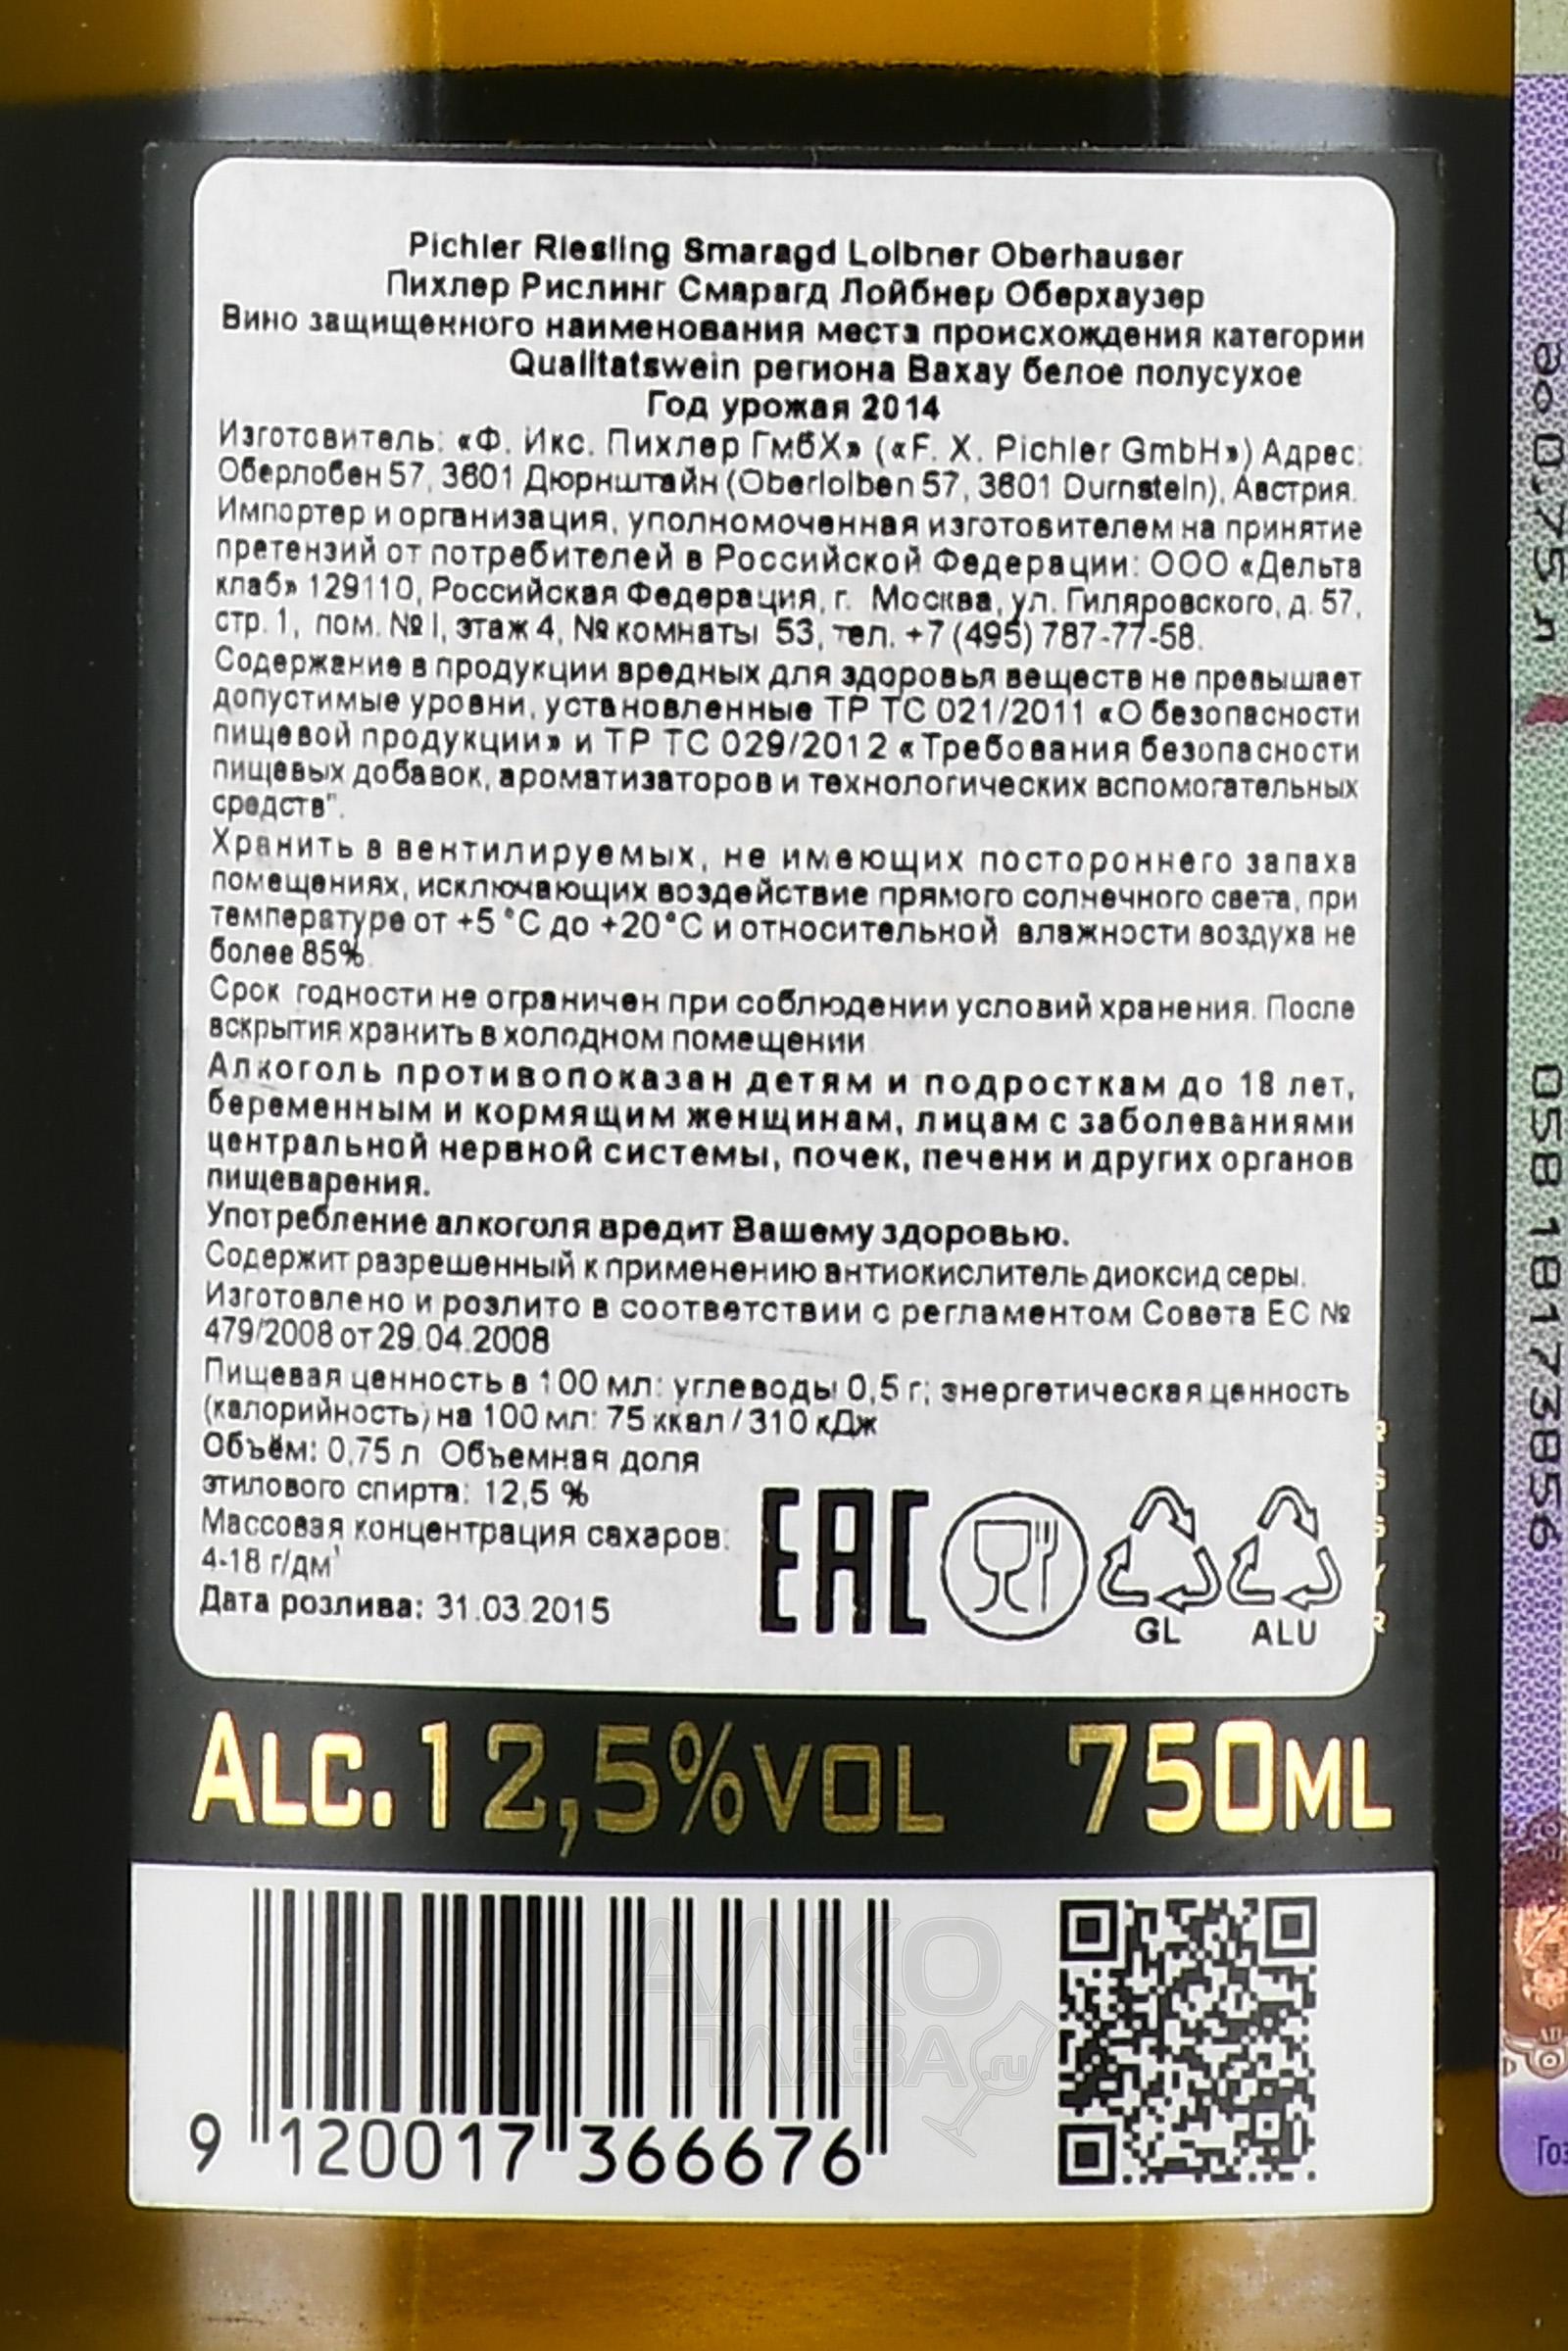 Pichler Riesling Smaragd Loibner Oberhauser
Пихлер Рислинг Смарагд Лойбнер Оберхаузер
Вино защищенного наименования места происхождения категории
Qualitatswein региона Вахау белое полусухое
Год урожая 2014
Изготовитель: «Ф. Икс. Пихлер ГмбХ» («F. X. Pichler GmbH») Адрес:
Оберлобен 57, 3601 Дюрнштайн (Oberloiben 57, 3601 Durnstein), Австрия.
Импортер и организация, уполномоченная изготовителем на принятие
претензий от потребителей в Российской Федерации: ООО «Дельта
клаб» 129110, Российская Федерация, г. Москва, ул. Гиляровского, д. 57,
стр. 1, пом. № I, этаж 4, № комнаты 53, тел. +7 (495) 787-77-58.
Содержание в продукции вредных для здоровья веществ не превышает
допустимые уровни, установленные ТР ТС 021/2011 «О безопасности
пищевой продукции» и ТР ТС 029/2012 «Требования безопасности
пищевых добавок, ароматизаторов и технологических вспомогательных
средств".
Хранить в вентилируемых, не имеющих постороннего запаха
помещениях, исключающих воздействие прямого солнечного света, при
температуре от +5 °С до +20°С и относительной влажности воздуха не
более 85%.
Срок годности не ограничен при соблюдении условий хранения. После
вскрытия хранить в холодном помещении
Алкоголь противопоказан детям и подросткам до 18 лет,
беременным и кормящим женщинам, лицам с заболеваниями
центральной нервной системы, почек, печени и других органов
пищеварения.
Употребление алкоголя вредит Вашему здоровью.
Содержит разрешенный к применению антиокислитель диоксид серы.
Изготовлено и розлито в соответствии с регламентом Совета ЕС №
479/2008 от 29.04.2008
Пищевая ценность в 100 мл: углеводы 0,5 г; энергетическая ценность
(калорийность) на 100 мл: 75 ккал / 310 кДж
Объём: 0,75 л Объемная доля
этилового спирта: 12,5 %
Массовая концентрация сахаров:
4-18 г/дм³
Дата розлива: 31.03.2015
EAC
GL ALU
ALC. 12,5%VOL 750ML
9 120017 366676
АЛКО
ПЛАЗА.ru
до 0,75 л
058 18173856